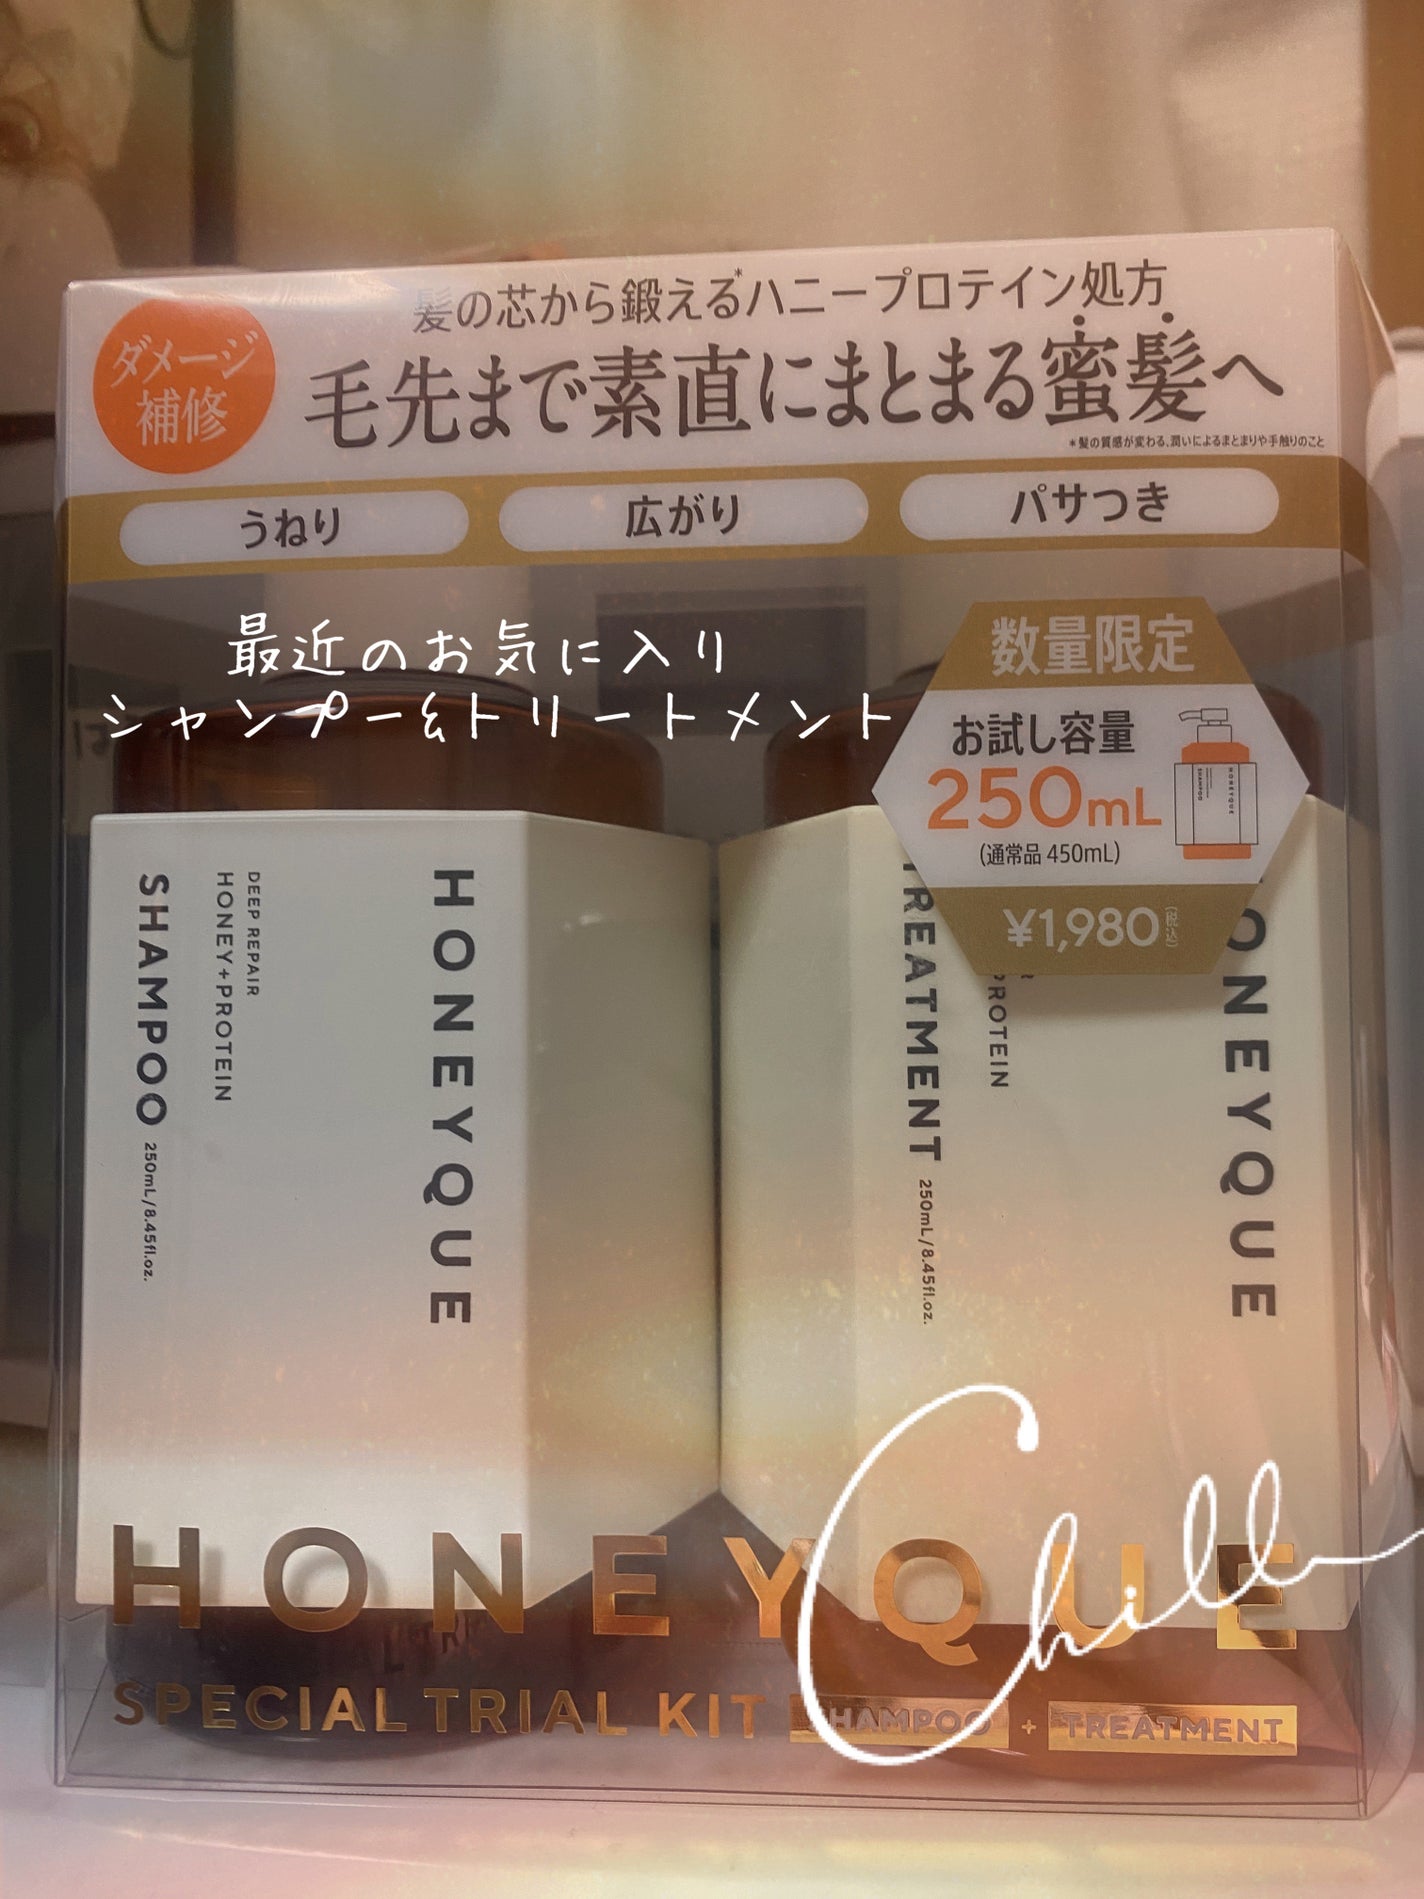 髪の芯から鍛える*ハニープロテイン処方
ダメージ
補修
毛先まで素直にまとまる蜜髪へ
*髪の質感が変わる、潤いによるまとまりや手触りのこと
うねり
広がり
パサつき
最近のお気に入り
シャンプー&トリートメント
数量限定
お試し容量
250mL
(通常品 450mL)
¥1,980(税込)
HONEYQUE
SHAMPOO
HONEYQUE
DEEP REPAIR
HONEY+PROTEIN
SHAMPOO 250mL/8.45fl.oz.
ONEYQUE
PROTEIN
TREATMENT 250mL/8.45fl.oz.
Chill
HONEYQUE
SPECIAL TRIAL KIT SHAMPOO + TREATMENT